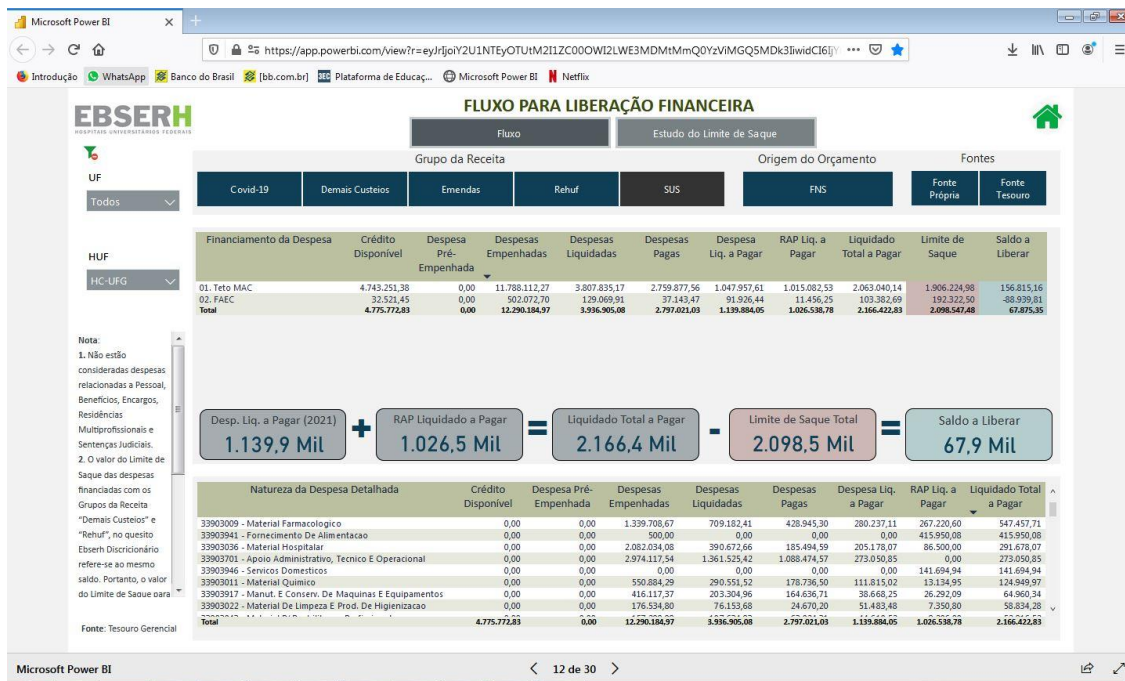 Microsoft Power BI
https://app.powerbi.com/view?r=
Introdução WhatsApp Banco do Brasil [bb.com.br] Plataforma de Educaç... Microsoft Power BI Netflix
EBSERH
HOSPITAIS UNIVERSITÁRIOS FEDERAIS
FLUXO PARA LIBERAÇÃO FINANCEIRA
Fluxo Estudo do Limite de Saque
Grupo da Receita Origem do Orçamento Fontes
Covid-19 Demais Custeios Emendas Rehuf SUS FNS Fonte Própria Fonte Tesouro
UF
Todos
HUF
HC-UFG
Financiamento da Despesa Crédito Disponível Despesa Pré-Empenhada Despesas Empenhadas Despesas Liquidadas Despesas Pagas Despesa Liq. a Pagar RAP Liq. a Pagar Liquidado Total a Pagar Limite de Saque Saldo a Liberar
01. Teto MAC 4.743.251,38 0,00 11.788.112,27 3.807.835,17 2.759.877,56 1.047.957,61 1.015.082,53 2.063.040,14 1.906.224,98 156.815,16
02. FAEC 32.521,45 0,00 502.072,70 129.069,91 37.143,47 91.926,44 11.456,25 103.382,69 192.322,50 -88.939,81
Total 4.775.772,83 0,00 12.290.184,97 3.936.905,08 2.797.021,03 1.139.884,05 1.026.538,78 2.166.422,83 2.098.547,48 67.875,35
Nota:
1. Não estão
consideradas despesas
relacionadas a Pessoal,
Benefícios, Encargos,
Residências
Multiprofissionais e
Sentenças Judiciais.
2. O valor do Limite de
Saque das despesas
financiadas com os
Grupos da Receita
"Demais Custeios" e
"Rehuf", no quesito
Ebserh Discricionário
refere-se ao mesmo
saldo. Portanto, o valor
do Limite de Saque para
Fonte: Tesouro Gerencial
Desp. Liq. a Pagar (2021) + RAP Liquidado a Pagar = Liquidado Total a Pagar - Limite de Saque Total = Saldo a Liberar
1.139,9 Mil 1.026,5 Mil 2.166,4 Mil 2.098,5 Mil 67,9 Mil
Natureza da Despesa Detalhada Crédito Disponível Despesa Pré-Empenhada Despesas Empenhadas Despesas Liquidadas Despesas Pagas Despesa Liq. a Pagar RAP Liq. a Pagar Liquidado Total a Pagar
33903009 - Material Farmacologico 0,00 0,00 1.339.708,67 709.182,41 428.945,30 280.237,11 267.220,60 547.457,71
33903941 - Fornecimento De Alimentacao 0,00 0,00 500,00 0,00 0,00 0,00 415.950,08 415.950,08
33903036 - Material Hospitalar 0,00 0,00 2.082.034,08 390.672,66 185.494,59 205.178,07 86.500,00 291.678,07
33903701 - Apoio Administrativo, Tecnico E Operacional 0,00 0,00 2.974.117,54 1.361.525,42 1.088.474,57 273.050,85 0,00 273.050,85
33903946 - Servicos Domesticos 0,00 0,00 0,00 0,00 0,00 0,00 141.694,94 141.694,94
33903011 - Material Quimico 0,00 0,00 550.884,29 290.551,52 178.736,50 111.815,02 13.134,95 124.949,97
33903917 - Manut. E Conserv. De Maquinas E Equipamentos 0,00 0,00 416.117,37 203.304,96 164.636,71 38.668,25 26.292,09 64.960,34
33903022 - Material De Limpeza E Prod. De Higienizacao 0,00 0,00 176.534,80 76.153,68 24.670,20 51.483,48 7.350,80 58.834,28
Total 4.775.772,83 0,00 12.290.184,97 3.936.905,08 2.797.021,03 1.139.884,05 1.026.538,78 2.166.422,83
Microsoft Power BI 12 de 30